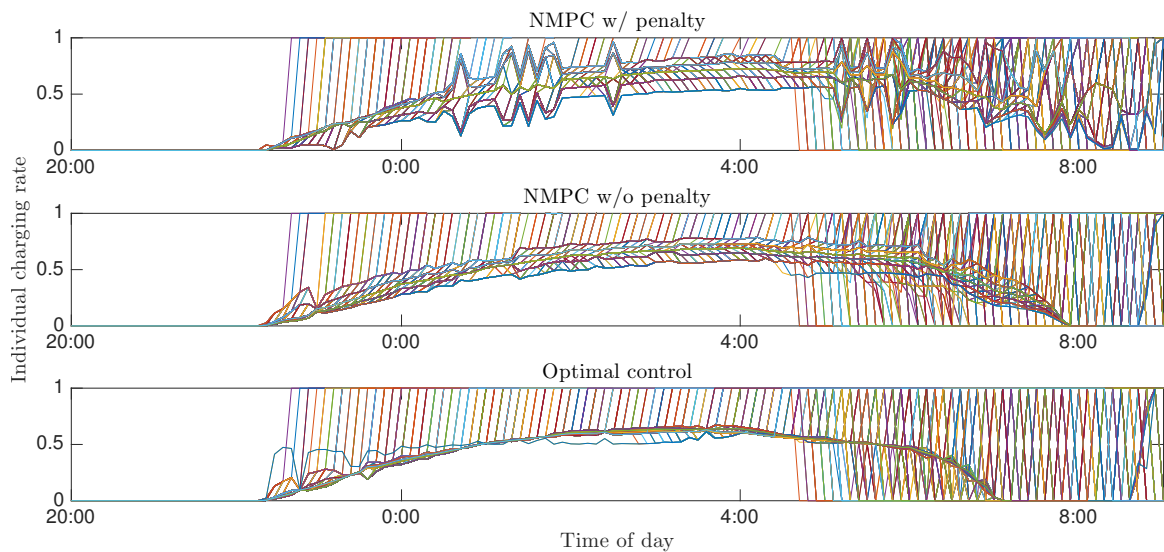 NMPC w/ penalty
1
0.5
0
20:00 0:00 4:00 8:00
NMPC w/o penalty
1
0.5
0
20:00 0:00 4:00 8:00
Optimal control
1
0.5
0
20:00 0:00 4:00 8:00
Individual charging rate
Time of day